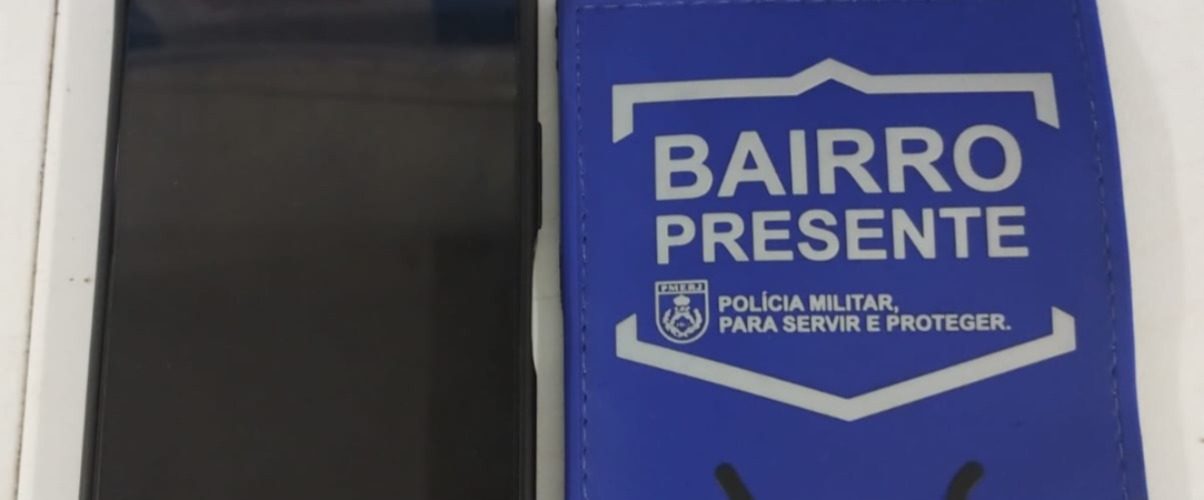 BAIRRO
PRESENTE
PMERJ
POLÍCIA MILITAR,
PARA SERVIR E PROTEGER.